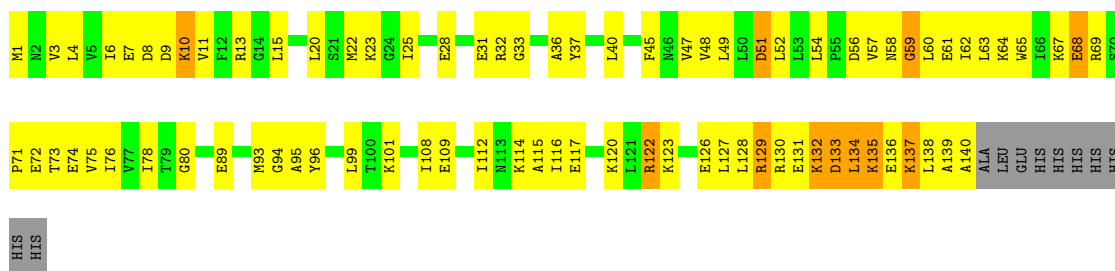 M1 N2 V3 L4 V5 I6 E7 D8 D9 K10 V11 F12 R13 G14 L15 L20 S21 M22 K23 G24 I25 E28 E31 R32 G33 A36 Y37 L40 F45 N46 V47 V48 L49 L50 D51 L52 L53 L54 P55 D56 V57 N58 G59 L60 E61 I62 L63 K64 W65 I66 K67 E68 R69 S70
P71 E72 T73 E74 V75 I76 V77 I78 T79 G80 E89 M93 G94 A95 Y96 L99 T100 K101 I108 E109 I112 N113 K114 A115 I116 E117 K120 L121 R122 K123 E126 L127 L128 R129 R130 E131 K132 D133 L134 K135 E136 K137 L138 A139 A140 ALA LEU GLU HIS HIS HIS HIS HIS
HIS HIS